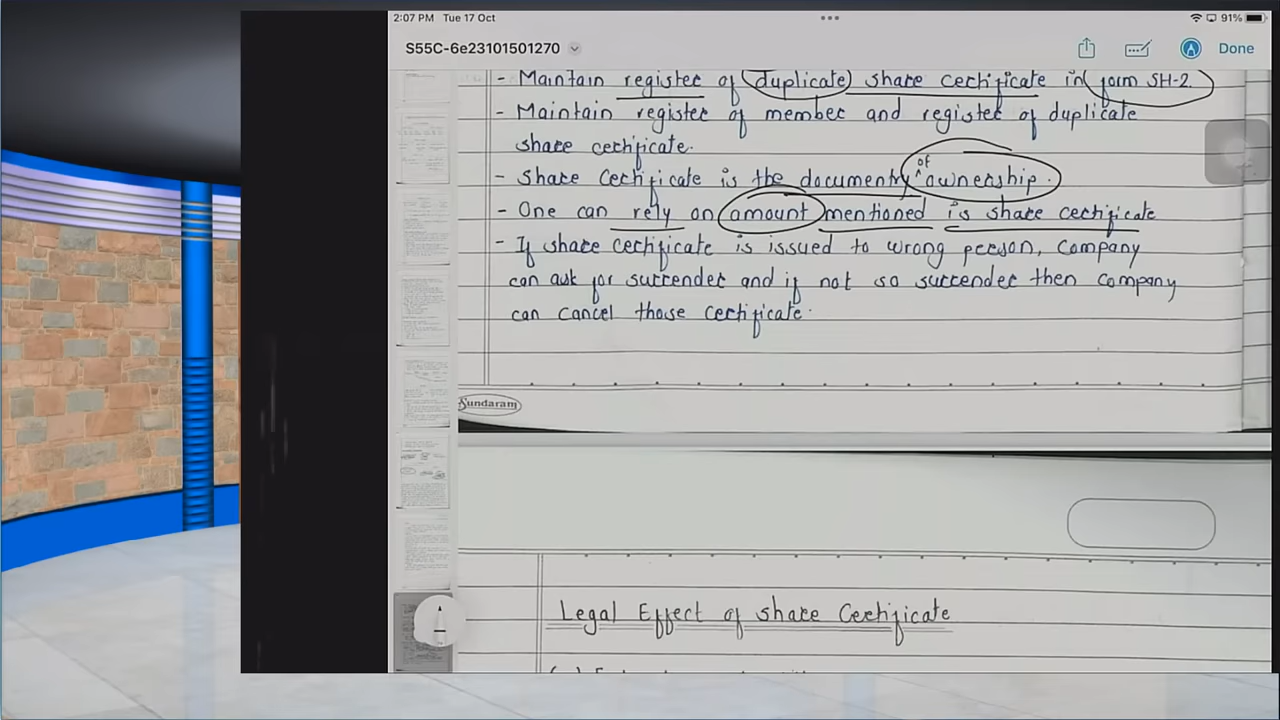 2:07 PM Tue 17 Oct
91%
S55C-6e23101501270
Done
- Maintain register of duplicate share certificate in form SH-2.
- Maintain register of member and register of duplicate
share certificate.
- Share certificate is the documentry of ownership.
- One can rely on amount mentioned is share certificate
- If share certificate is issued to wrong person, Company
can ask for surrender and if not so surrender then company
can cancel those certificate.
Sundaram
Legal Effect of share Certificate